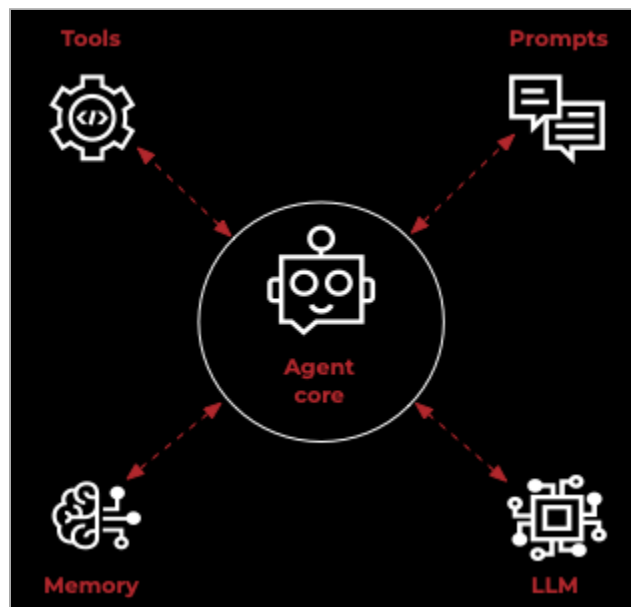 Tools
Prompts
</>
Agent
core
Memory
LLM